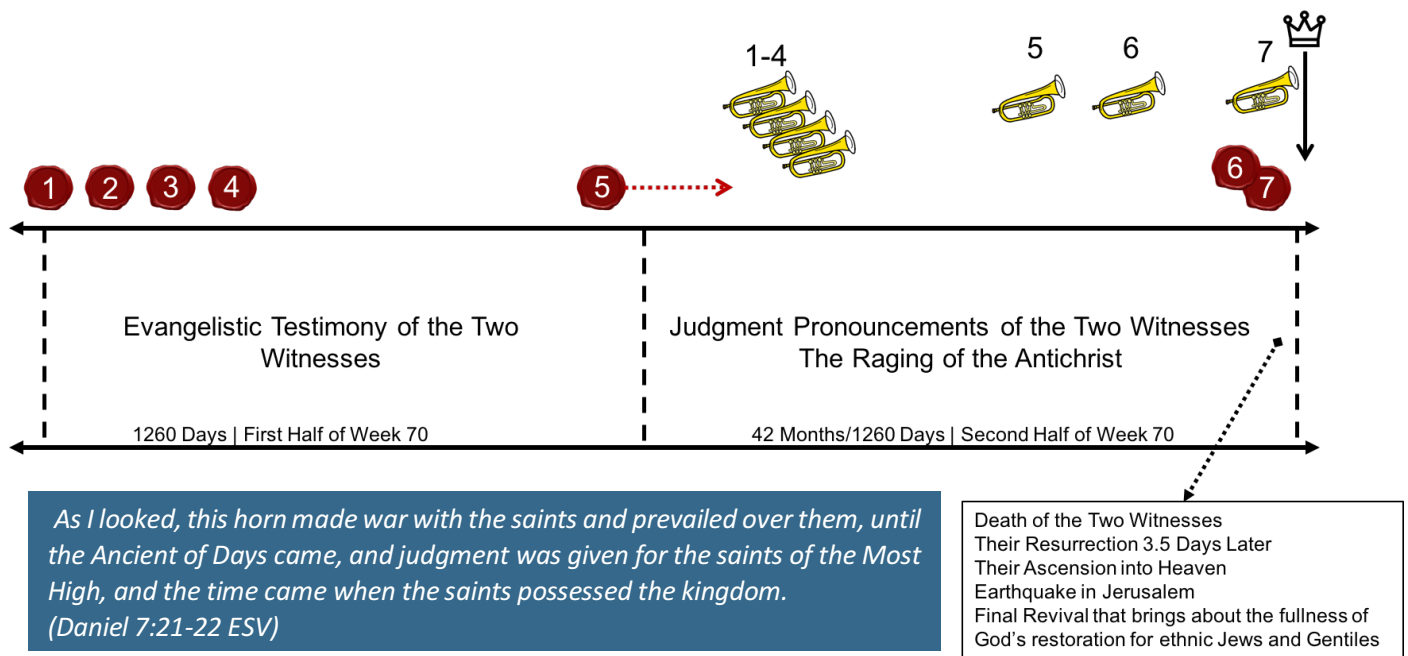 1-4
5
6
7
1
2
3
4
5
6
7
Evangelistic Testimony of the Two
Witnesses
Judgment Pronouncements of the Two Witnesses
The Raging of the Antichrist
1260 Days | First Half of Week 70
42 Months/1260 Days | Second Half of Week 70
As I looked, this horn made war with the saints and prevailed over them, until
the Ancient of Days came, and judgment was given for the saints of the Most
High, and the time came when the saints possessed the kingdom.
(Daniel 7:21-22 ESV)
Death of the Two Witnesses
Their Resurrection 3.5 Days Later
Their Ascension into Heaven
Earthquake in Jerusalem
Final Revival that brings about the fullness of
God's restoration for ethnic Jews and Gentiles